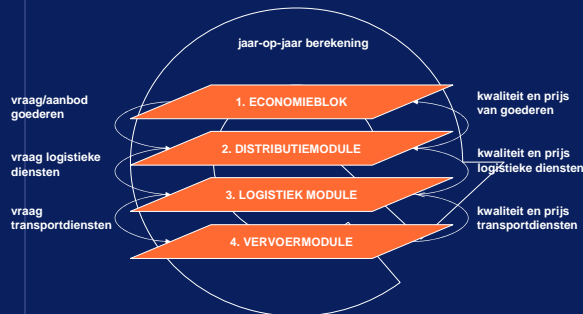 jaar-op-jaar berekening
vraag/aanbod
goederen
1. ECONOMIEBLOK
kwaliteit en prijs
van goederen
vraag logistieke
diensten
2. DISTRIBUTIEMODULE
kwaliteit en prijs
logistieke diensten
3. LOGISTIEK MODULE
vraag
transportdiensten
kwaliteit en prijs
transportdiensten
4. VERVOERMODULE